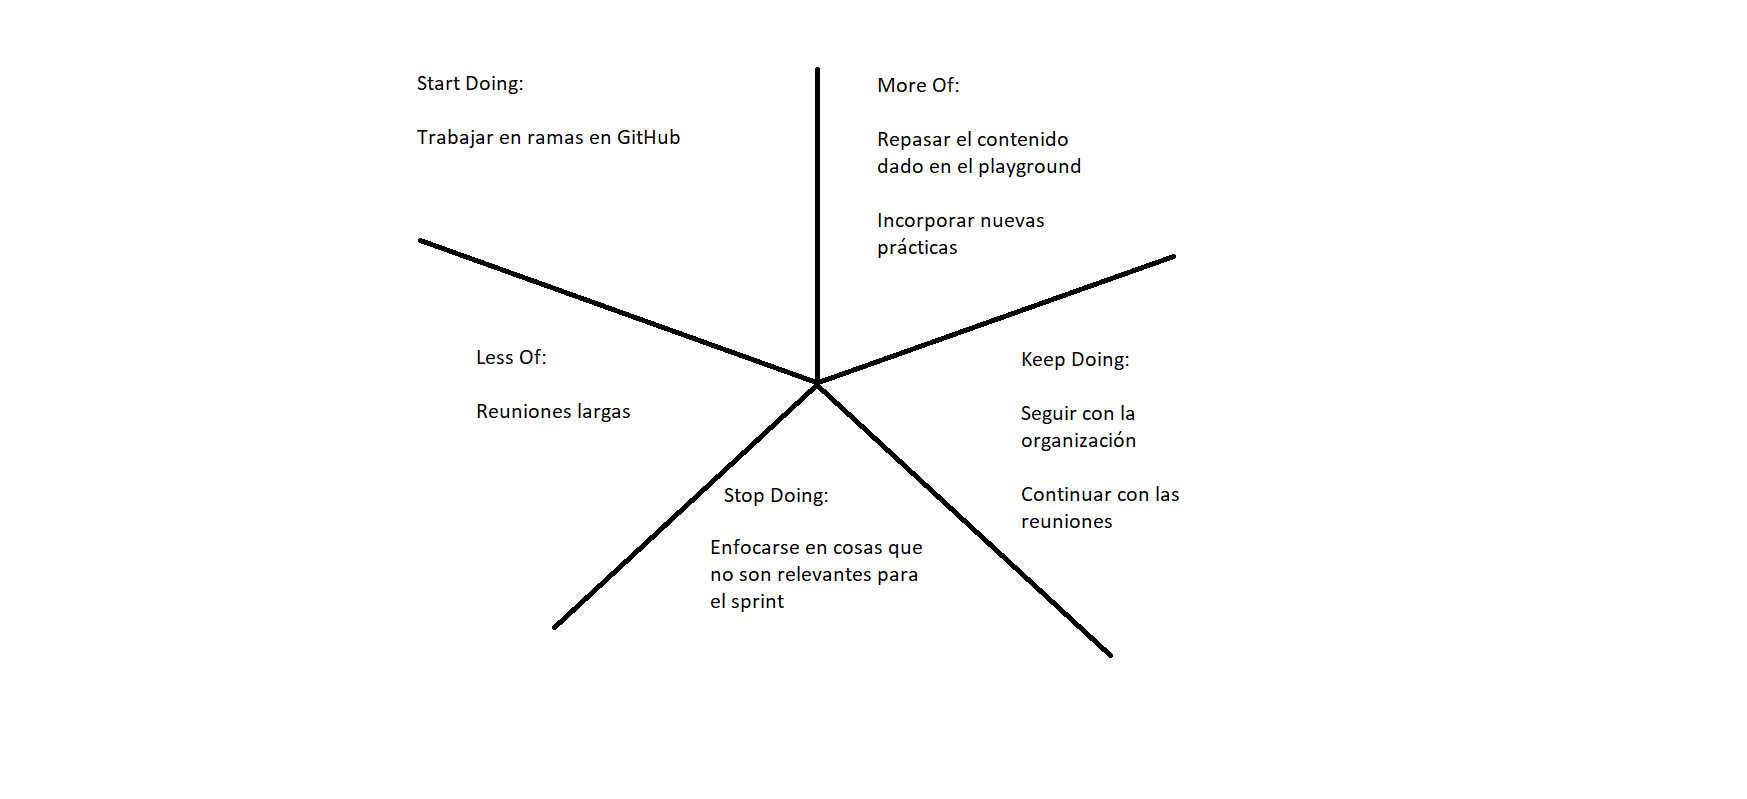 Start Doing:
Trabajar en ramas en GitHub
More Of:
Repasar el contenido
dado en el playground
Incorporar nuevas
prácticas
Less Of:
Reuniones largas
Keep Doing:
Seguir con la
organización
Continuar con las
reuniones
Stop Doing:
Enfocarse en cosas que
no son relevantes para
el sprint